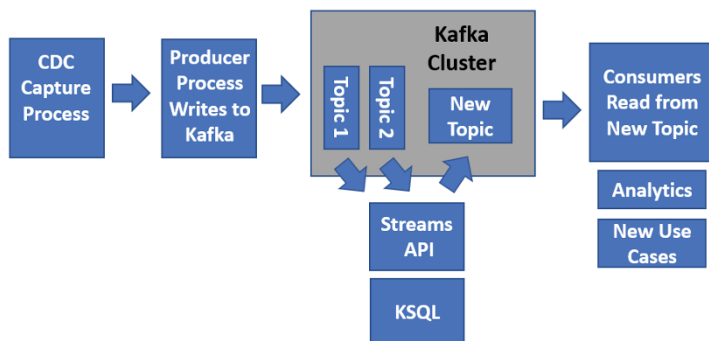 CDC
Capture
Process
Producer
Process
Writes to
Kafka
Kafka
Cluster
Topic 1
Topic 2
New
Topic
Consumers
Read from
New Topic
Analytics
New Use
Cases
Streams
API
KSQL